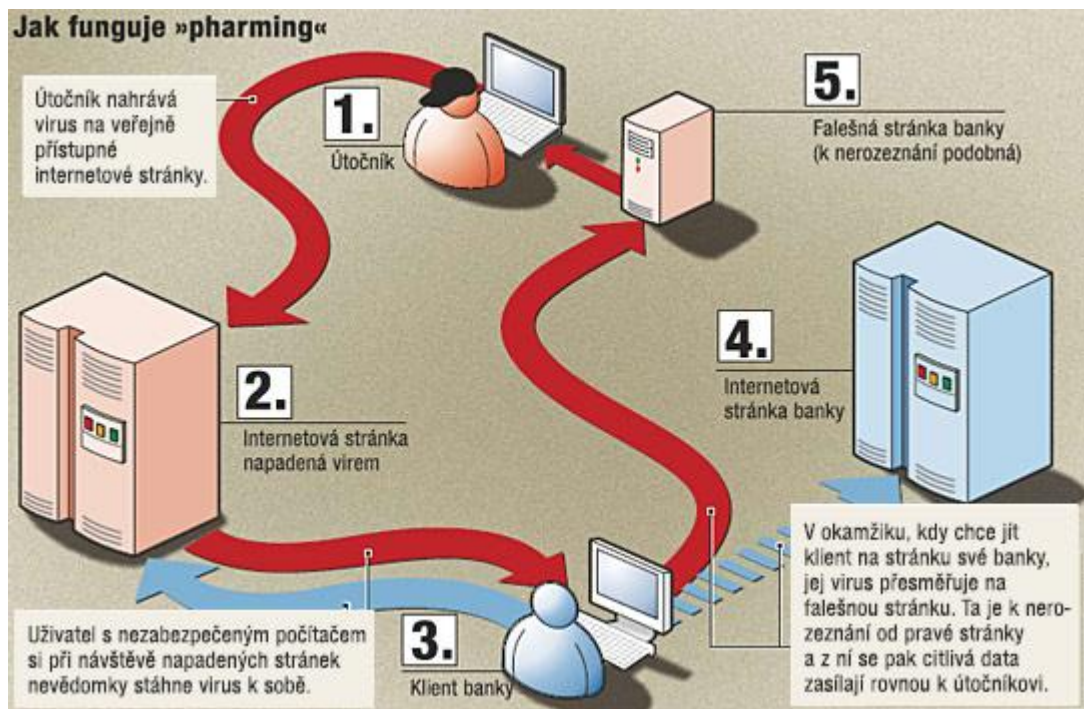 Jak funguje »pharming«
Útočník nahrává
virus na veřejně
přístupné
internetové stránky.
1.
Útočník
5.
Falešná stránka banky
(k nerozeznání podobná)
2.
Internetová stránka
napadená virem
4.
Internetová
stránka banky
Uživatel s nezabezpečeným počítačem
si při návštěvě napadených stránek
nevědomky stáhne virus k sobě.
3.
Klient banky
V okamžiku, kdy chce jít
klient na stránku své banky,
jej virus přesměruje na
falešnou stránku. Ta je k nero-
zeznání od pravé stránky
a z ní se pak citlivá data
zasílají rovnou k útočníkovi.